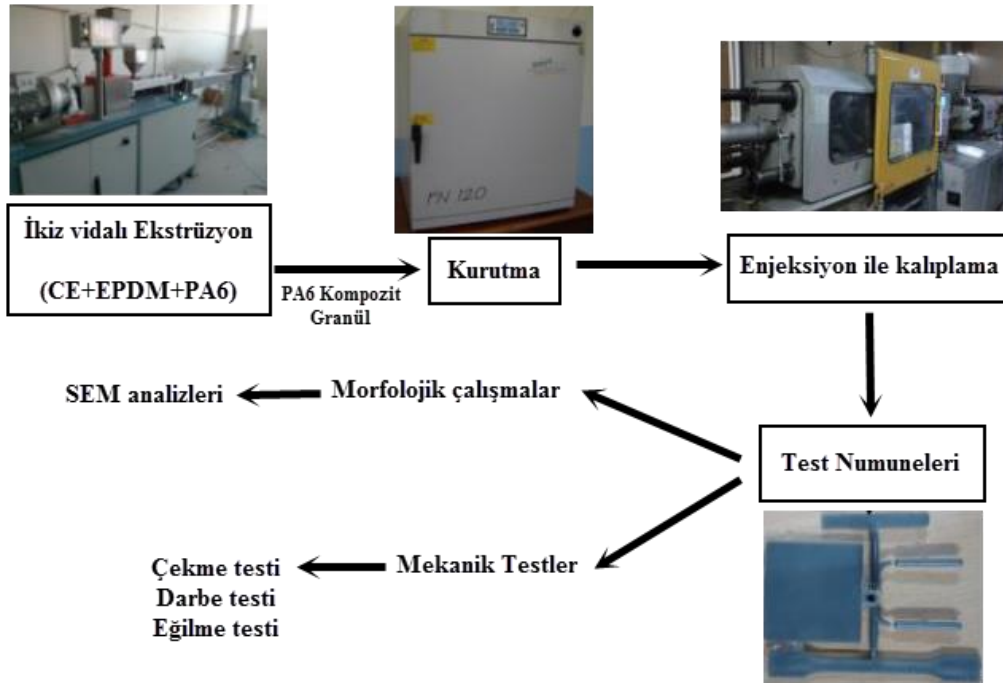 İkiz vidalı Ekstrüzyon
(CE+EPDM+PA6)
PA6 Kompozit
Granül
FN 120
Kurutma
Enjeksiyon ile kalıplama
Test Numuneleri
Morfolojik çalışmalar
SEM analizleri
Mekanik Testler
Çekme testi
Darbe testi
Eğilme testi